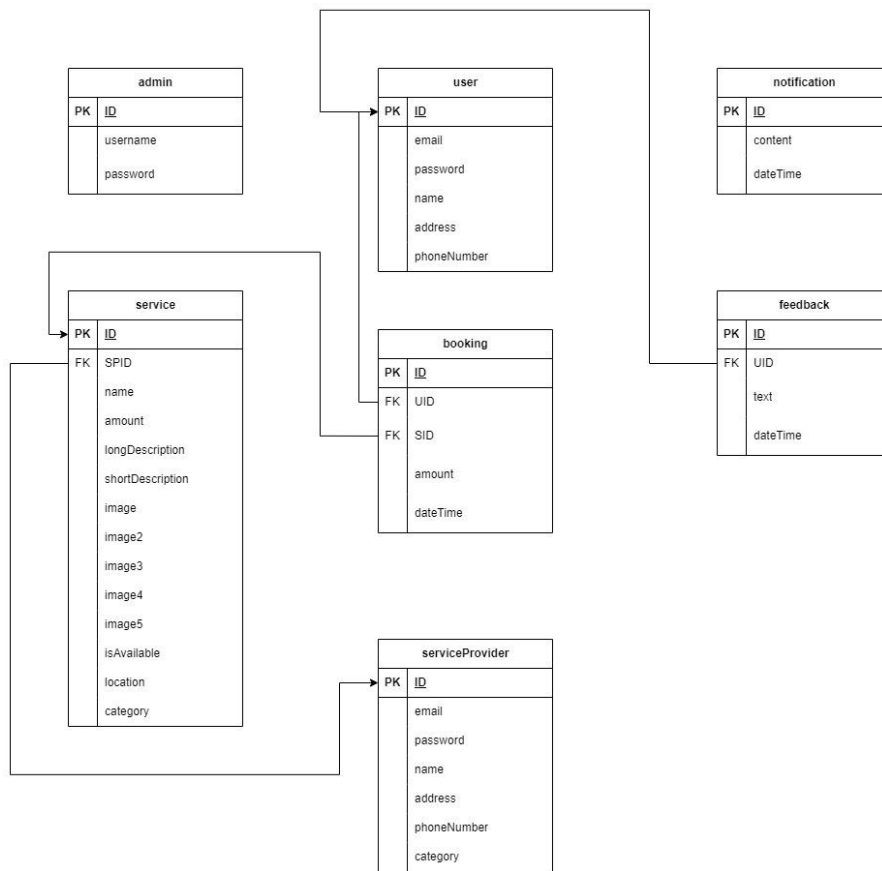 admin
PK ID
username
password
user
PK ID
email
password
name
address
phoneNumber
notification
PK ID
content
dateTime
service
PK ID
FK SPID
name
amount
longDescription
shortDescription
image
image2
image3
image4
image5
isAvailable
location
category
booking
PK ID
FK UID
FK SID
amount
dateTime
feedback
PK ID
FK UID
text
dateTime
serviceProvider
PK ID
email
password
name
address
phoneNumber
category